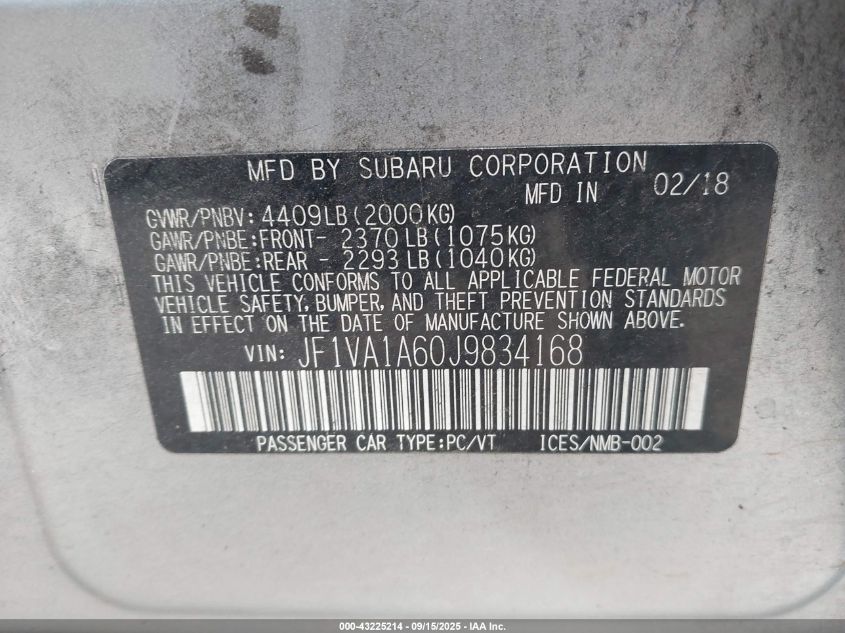 MFD BY SUBARU CORPORATION
MFD IN 02/18
GVWR/PNBV: 4409LB(2000KG)
GAWR/PNBE:FRONT- 2370LB(1075KG)
GAWR/PNBE:REAR - 2293LB(1040KG)
THIS VEHICLE CONFORMS TO ALL APPLICABLE FEDERAL MOTOR
VEHICLE SAFETY, BUMPER, AND THEFT PREVENTION STANDARDS
IN EFFECT ON THE DATE OF MANUFACTURE SHOWN ABOVE.
VIN: JF1VA1A60J9834168
PASSENGER CAR TYPE:PC/VT ICES/NMB-002
000-43225214 - 09/15/2025 - IAA Inc.